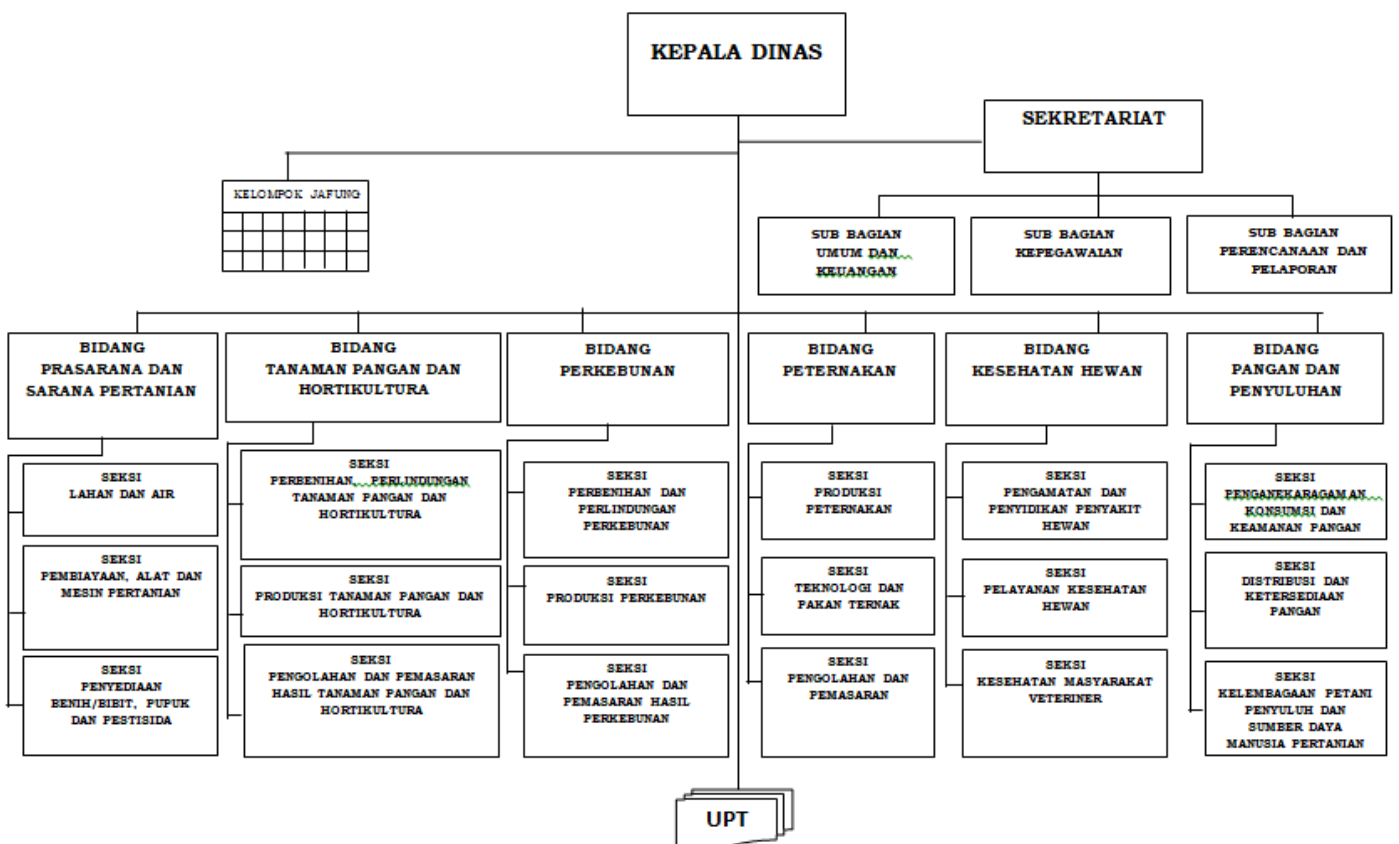 KEPALA DINAS
SEKRETARIAT
KELOMPOK JAFUNG
SUB BAGIAN
UMUM DAN
KEUANGAN
SUB BAGIAN
KEPEGAWAIAN
SUB BAGIAN
PERENCANAAN DAN
PELAPORAN
BIDANG
PRASARANA DAN
SARANA PERTANIAN
BIDANG
TANAMAN PANGAN DAN
HORTIKULTURA
BIDANG
PERKEBUNAN
BIDANG
PETERNAKAN
BIDANG
KESEHATAN HEWAN
BIDANG
PANGAN DAN
PENYULUHAN
SEKSI
LAHAN DAN AIR
SEKSI
PEMBIAYAAN, ALAT DAN
MESIN PERTANIAN
SEKSI
PENYEDIAAN
BENIH/BIBIT, PUPUK
DAN PESTISIDA
SEKSI
PERBENIHAN, PERLINDUNGAN
TANAMAN PANGAN DAN
HORTIKULTURA
SEKSI
PRODUKSI TANAMAN PANGAN DAN
HORTIKULTURA
SEKSI
PENGOLAHAN DAN PEMASARAN
HASIL TANAMAN PANGAN DAN
HORTIKULTURA
SEKSI
PERBENIHAN DAN
PERLINDUNGAN
PERKEBUNAN
SEKSI
PRODUKSI PERKEBUNAN
SEKSI
PENGOLAHAN DAN
PEMASARAN HASIL
PERKEBUNAN
SEKSI
PRODUKSI
PETERNAKAN
SEKSI
TEKNOLOGI DAN
PAKAN TERNAK
SEKSI
PENGOLAHAN DAN
PEMASARAN
SEKSI
PENGAMATAN DAN
PENYIDIKAN PENYAKIT
HEWAN
SEKSI
PELAYANAN KESEHATAN
HEWAN
SEKSI
KESEHATAN MASYARAKAT
VETERINER
SEKSI
PENGANEKARAGAMAN
KONSUMSI DAN
KEAMANAN PANGAN
SEKSI
DISTRIBUSI DAN
KETERSEDIAAN
PANGAN
SEKSI
KELEMBAGAAN PETANI
PENYULUH DAN
SUMBER DAYA
MANUSIA PERTANIAN
UPT